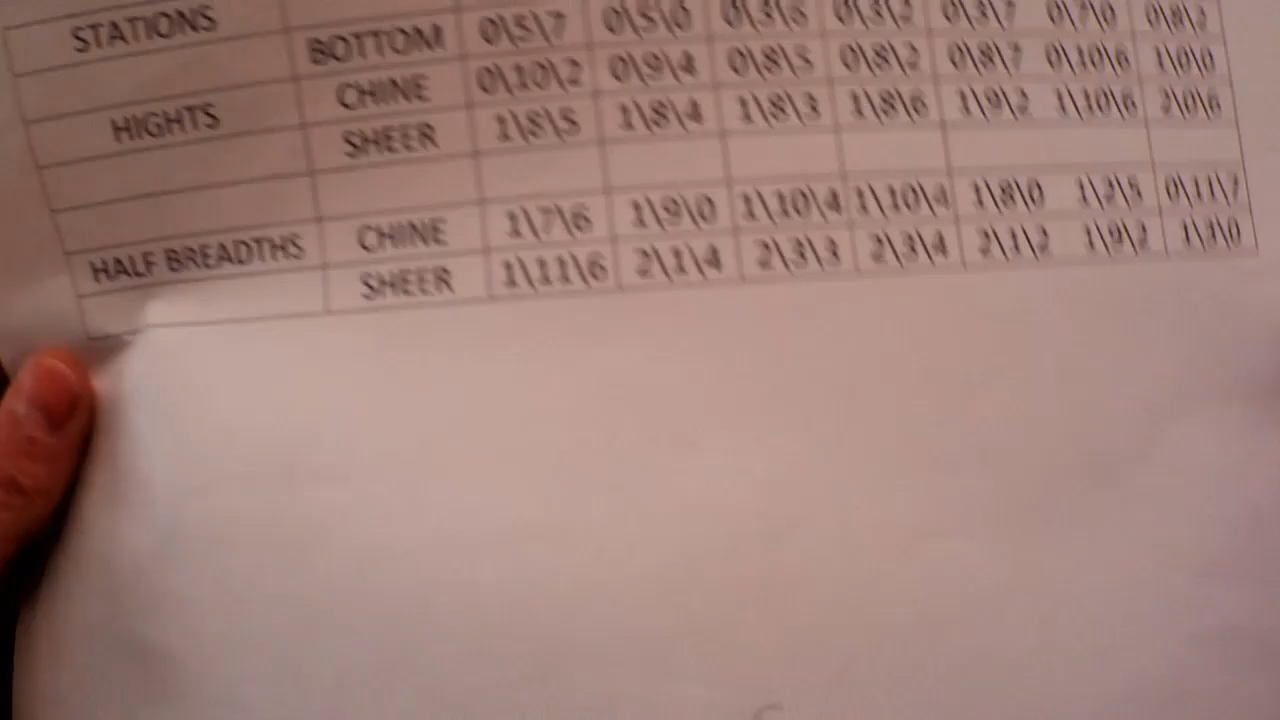 STATIONS
BOTTOM 0\5\7 0\5\0 0\3\6 0\3\2 0\3\7 0\7\0 0\8\2
HIGHTS CHINE 0\10\2 0\9\4 0\8\5 0\8\2 0\8\7 0\10\6 1\0\0
SHEER 1\8\5 1\8\4 1\8\3 1\8\6 1\9\2 1\10\6 2\0\6
HALF BREADTHS CHINE 1\7\6 1\9\0 1\10\4 1\10\4 1\8\0 1\2\5 0\11\7
SHEER 1\11\6 2\1\4 2\3\3 2\3\4 2\1\2 1\9\2